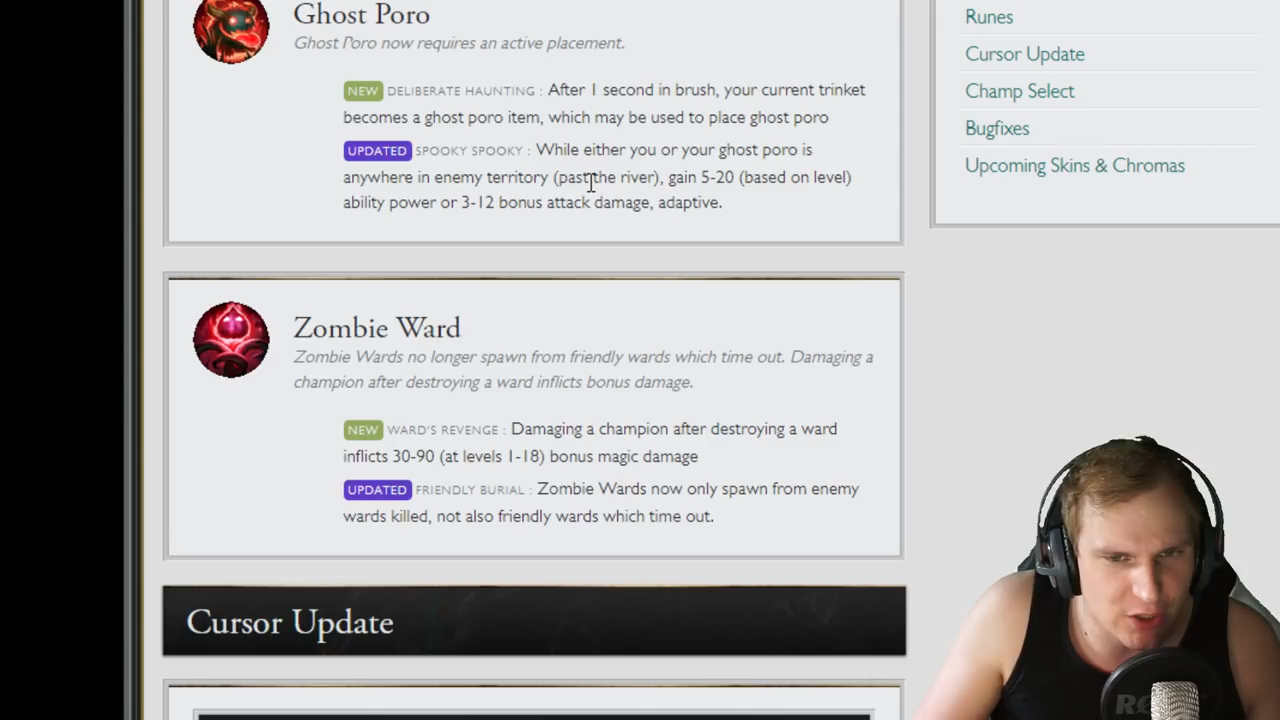 Ghost Poro
Ghost Poro now requires an active placement.
NEW DELIBERATE HAUNTING : After 1 second in brush, your current trinket
becomes a ghost poro item, which may be used to place ghost poro
UPDATED SPOOKY SPOOKY : While either you or your ghost poro is
anywhere in enemy territory (past the river), gain 5-20 (based on level)
ability power or 3-12 bonus attack damage, adaptive.
Zombie Ward
Zombie Wards no longer spawn from friendly wards which time out. Damaging a
champion after destroying a ward inflicts bonus damage.
NEW WARD'S REVENGE : Damaging a champion after destroying a ward
inflicts 30-90 (at levels 1-18) bonus magic damage
UPDATED FRIENDLY BURIAL : Zombie Wards now only spawn from enemy
wards killed, not also friendly wards which time out.
Cursor Update
Runes
Cursor Update
Champ Select
Bugfixes
Upcoming Skins & Chromas